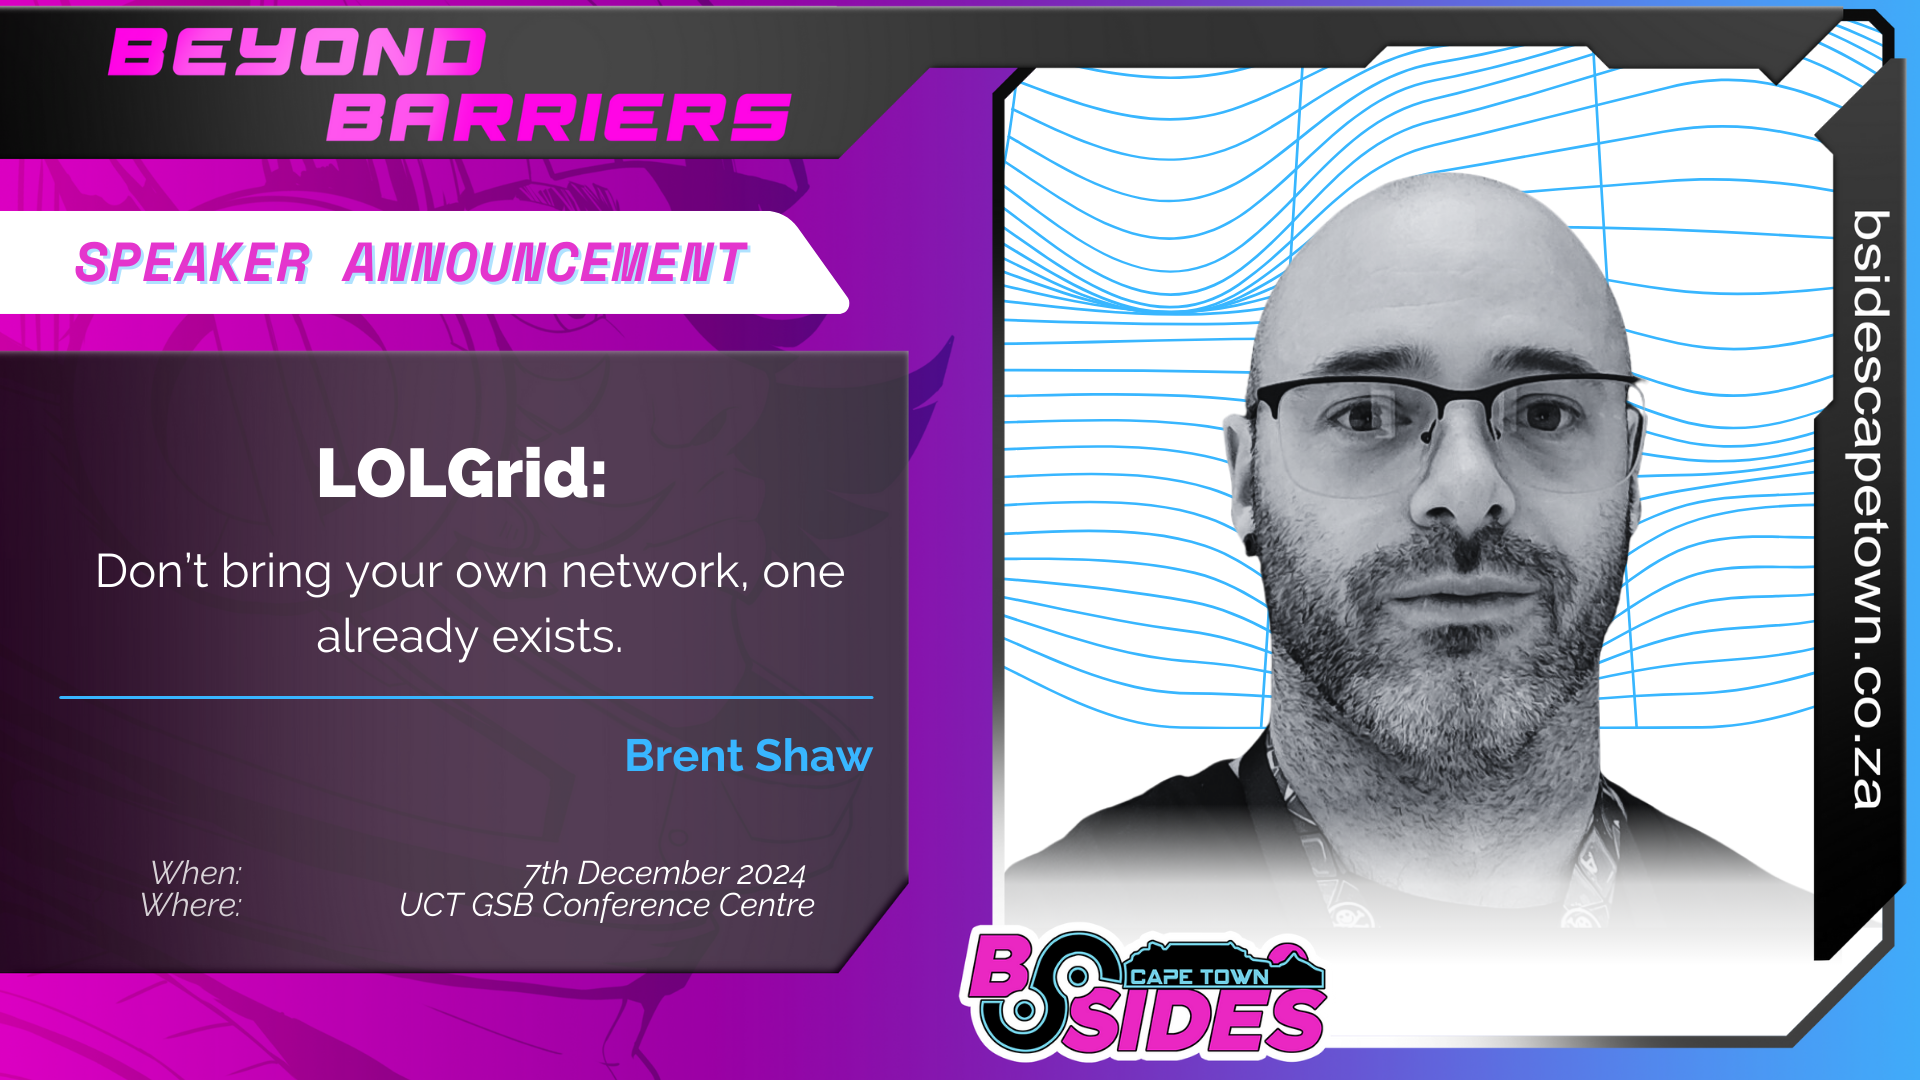 BEYOND
BARRIERS
SPEAKER ANNOUNCEMENT
LOLGrid:
Don't bring your own network, one
already exists.
Brent Shaw
When: 7th December 2024
Where: UCT GSB Conference Centre
bsidescapetown.co.za
B
CAPE TOWN
SIDES